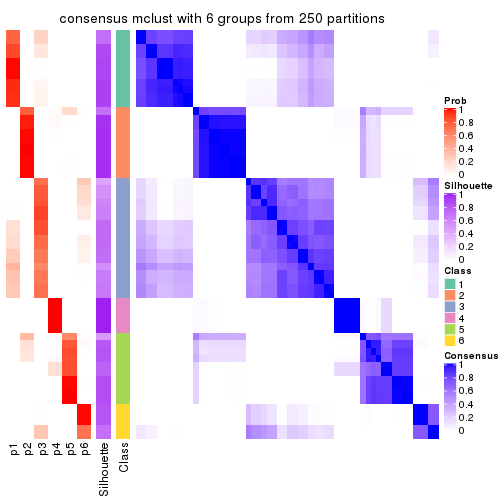 consensus mclust with 6 groups from 250 partitions
Prob
1
0.8
0.6
0.4
0.2
0
Silhouette
1
0.8
0.6
0.4
0.2
0
Class
1
2
3
4
5
6
Consensus
1
0.8
0.6
0.4
0.2
0
p1
p2
p3
p4
p5
p6
Silhouette
Class